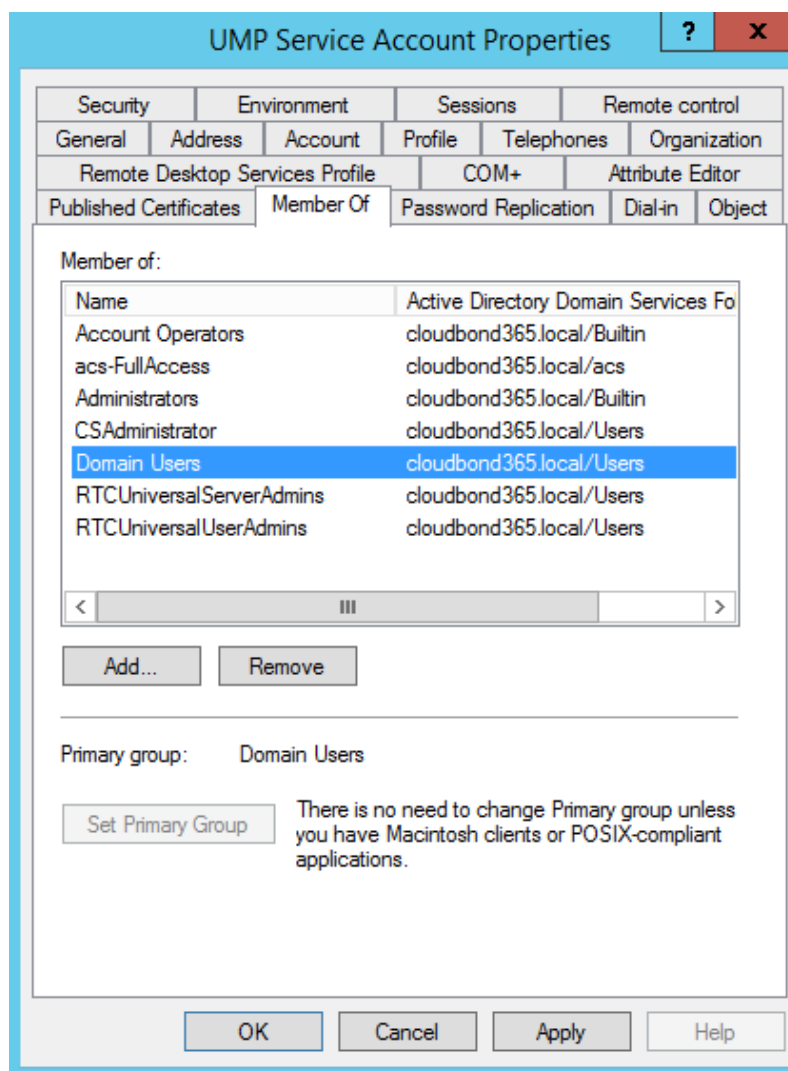 UMP Service Account Properties
?
x
Security
Environment
Sessions
Remote control
General
Address
Account
Profile
Telephones
Organization
Remote Desktop Services Profile
COM+
Attribute Editor
Published Certificates
Member Of
Password Replication
Dial-in
Object
Member of:
Name Active Directory Domain Services Fo
Account Operators cloudbond365.local/Builtin
acs-FullAccess cloudbond365.local/acs
Administrators cloudbond365.local/Builtin
CSAdministrator cloudbond365.local/Users
Domain Users cloudbond365.local/Users
RTCUniversalServerAdmins cloudbond365.local/Users
RTCUniversalUserAdmins cloudbond365.local/Users
Add...
Remove
Primary group: Domain Users
Set Primary Group
There is no need to change Primary group unless
you have Macintosh clients or POSIX-compliant
applications.
OK
Cancel
Apply
Help